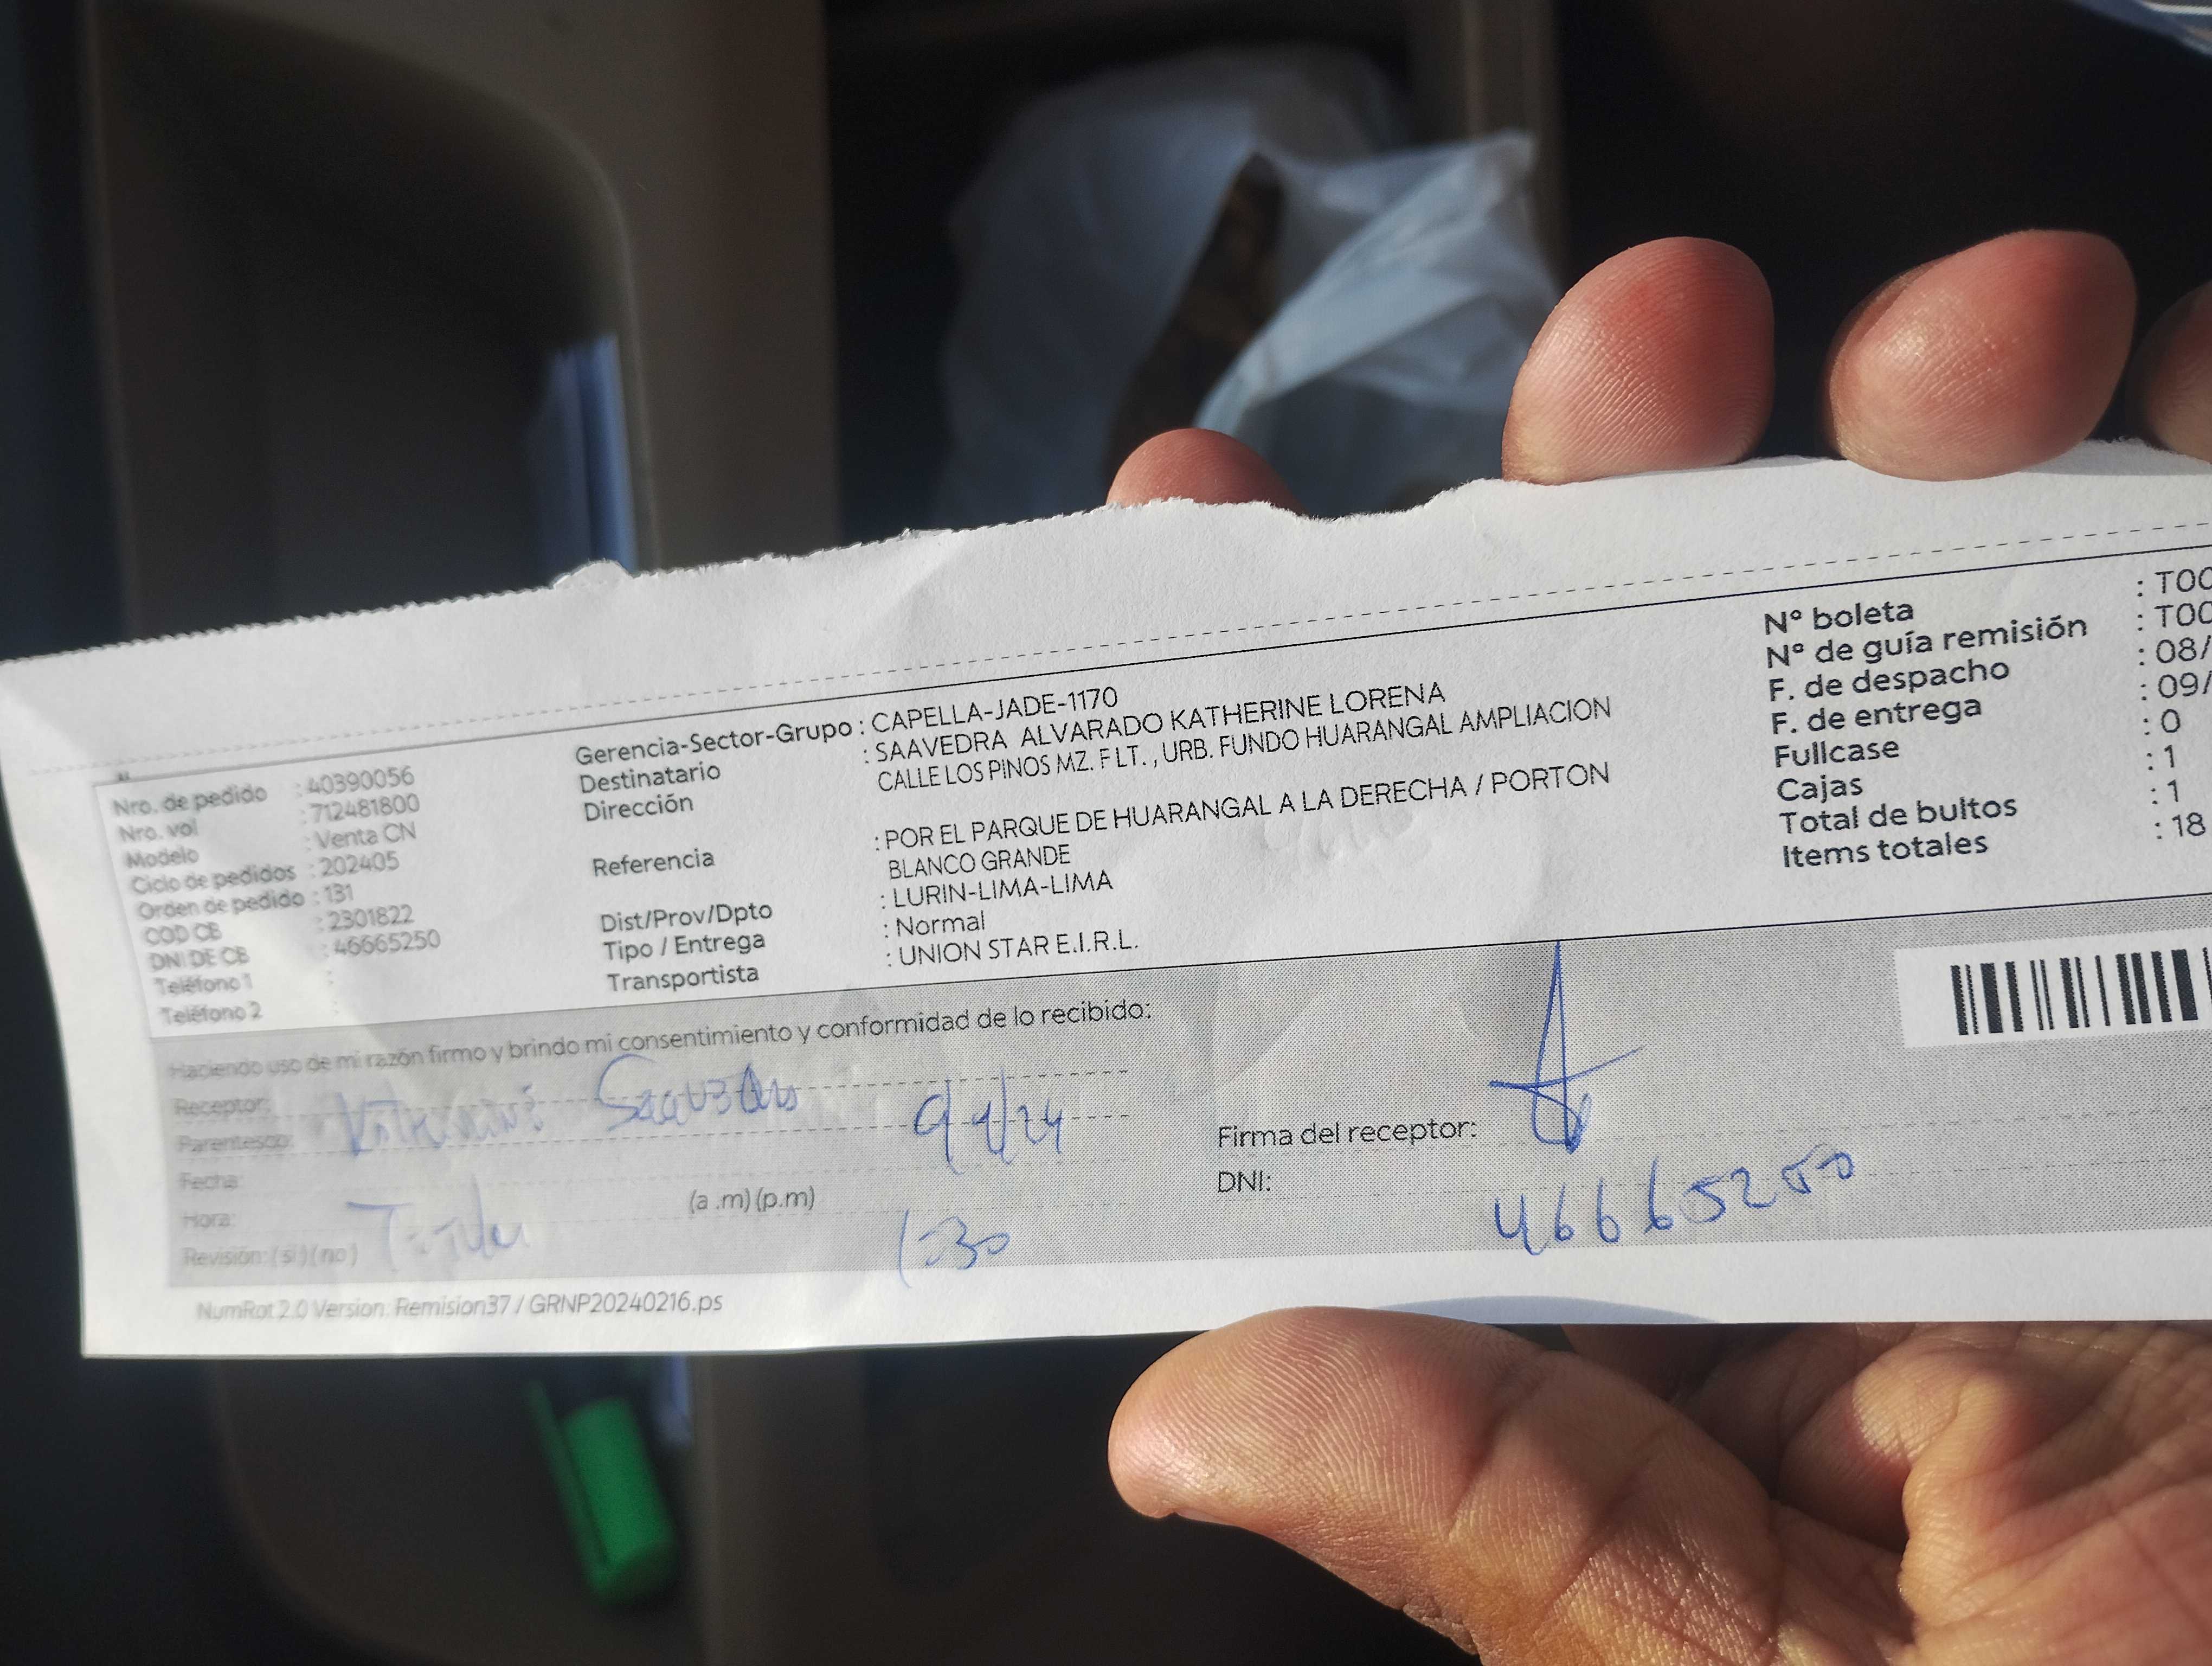 Nro. de pedido : 40390056
Nro. vol : 712481800
Modelo : Venta CN
Ciclo de pedidos : 202405
Orden de pedido : 131
COD CB : 2301822
DNI DE CB : 46665250
Teléfono 1 :
Teléfono 2 :
Gerencia-Sector-Grupo : CAPELLA-JADE-1170
Destinatario : SAAVEDRA ALVARADO KATHERINE LORENA
Dirección CALLE LOS PINOS MZ. F LT. , URB. FUNDO HUARANGAL AMPLIACION
Referencia : POR EL PARQUE DE HUARANGAL A LA DERECHA / PORTON
BLANCO GRANDE
Dist/Prov/Dpto : LURIN-LIMA-LIMA
Tipo / Entrega : Normal
Transportista : UNION STAR E.I.R.L.
: T00
Nº boleta : T00
Nº de guía remisión : 08/
F. de despacho : 09/
F. de entrega : 0
Fullcase : 1
Cajas : 1
Total de bultos : 18
Items totales
Haciendo uso de mi razón firmo y brindo mi consentimiento y conformidad de lo recibido:
Receptor:
Saavedra
Parentesco:
Fecha:
Hora: (a .m) (p.m)
1:30
Revisión: ( si ) ( no )
Firma del receptor:
DNI: 46665250
NumRot 2.0 Version: Remision37 / GRNP20240216.ps